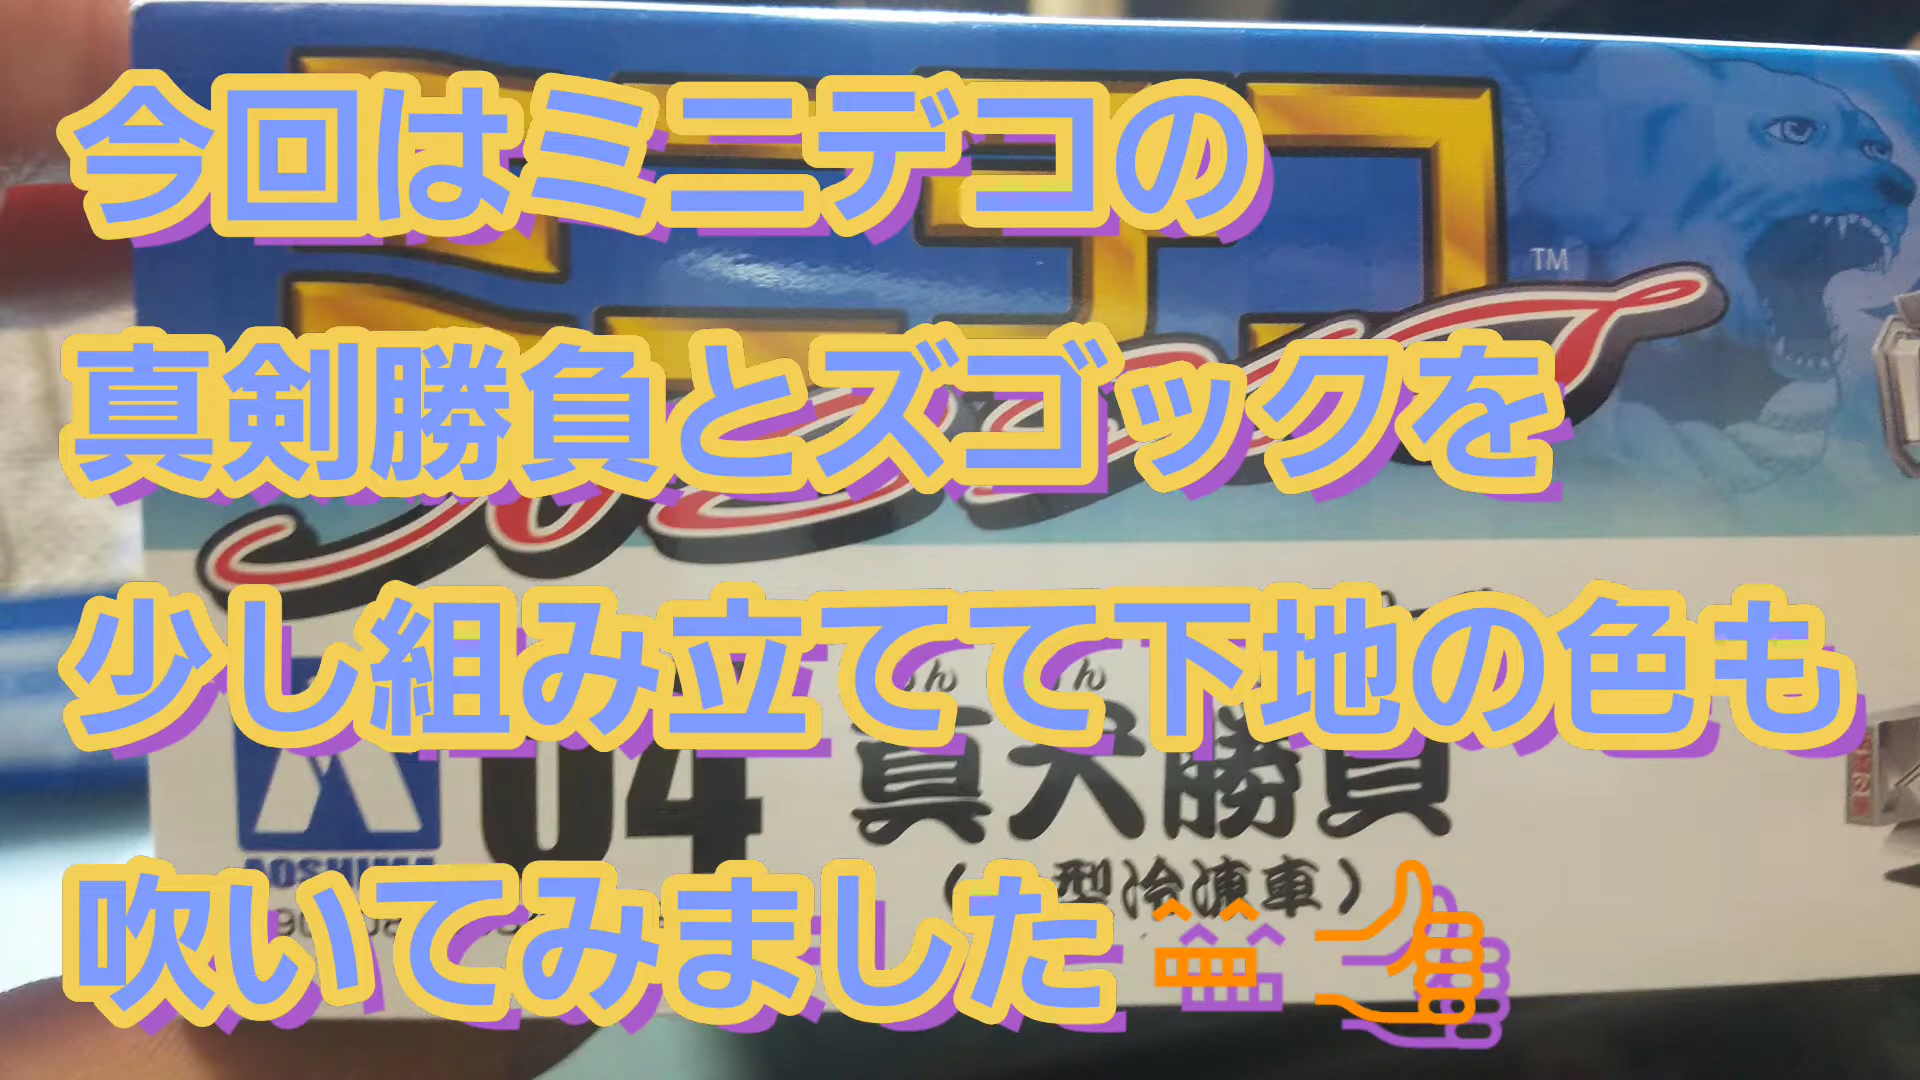 今回はミニデコの
真剣勝負とズゴックを
少し組み立てて下地の色も
吹いてみました
TM
04
真犬勝負
AOSHIMA
型冷凍車)